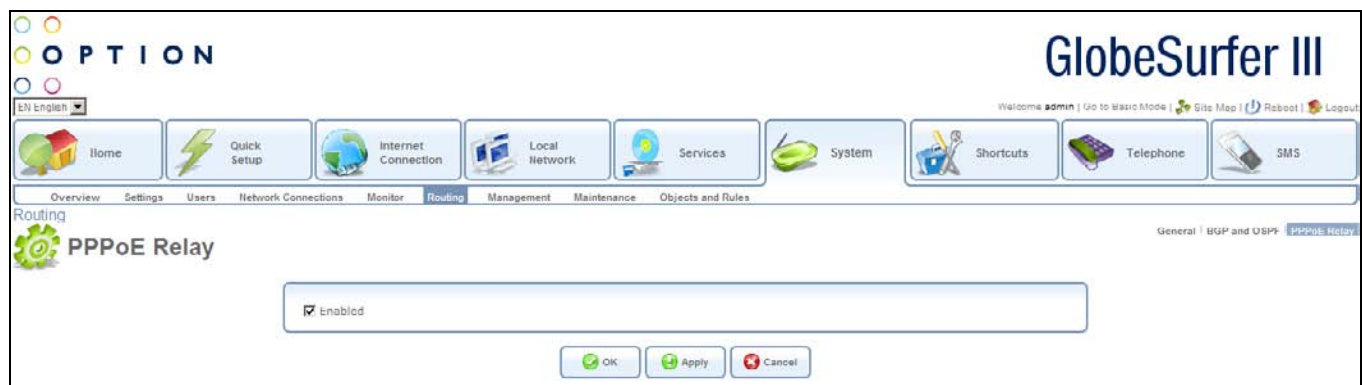 OPTION
GlobeSurfer III
EN English
Welcome admin | Go to Basic Mode | Site Map | Reboot | Logout
Home
Quick Setup
Internet Connection
Local Network
Services
System
Shortcuts
Telephone
SMS
Overview Settings Users Network Connections Monitor Routing Management Maintenance Objects and Rules
Routing
General | BGP and OSPF | PPPoE Relay
PPPoE Relay
Enabled
OK Apply Cancel